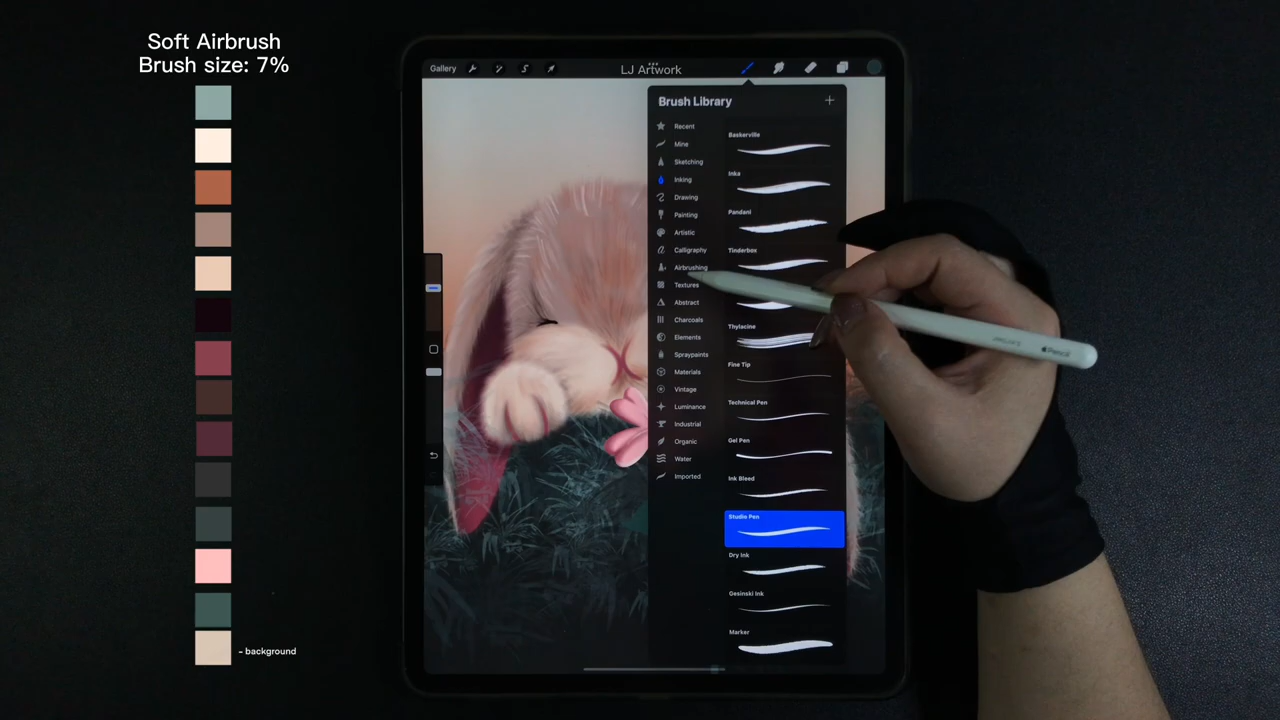 Soft Airbrush
Brush size: 7%
- background
Gallery
LJ Artwork
Brush Library
Recent
Mine
Sketching
Inking
Drawing
Painting
Artistic
Calligraphy
Airbrushing
Textures
Abstract
Charcoals
Elements
Spraypaints
Materials
Vintage
Luminance
Industrial
Organic
Water
Imported
Baskerville
Inka
Pandani
Tinderbox
Thylacine
Fine Tip
Technical Pen
Gel Pen
Ink Bleed
Studio Pen
Dry Ink
Gesinski Ink
Marker
Pencil